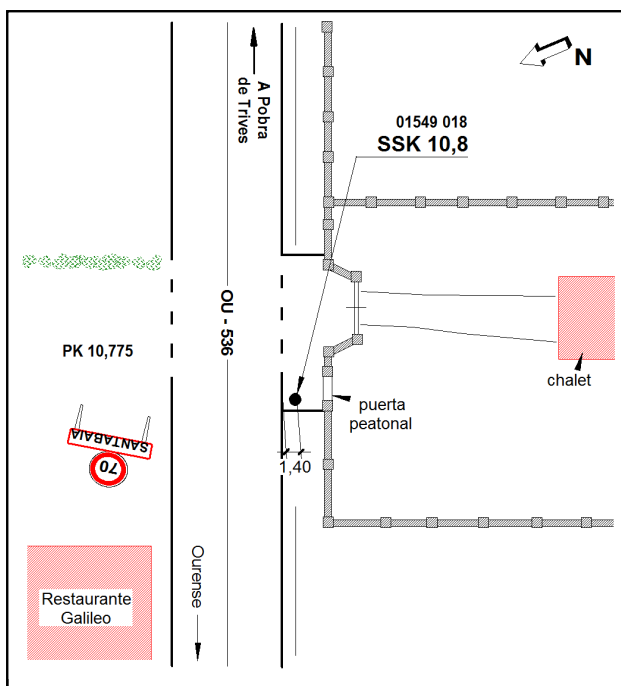 N
A Pobra
de Trives
01549 018
SSK 10,8
OU - 536
PK 10,775
chalet
puerta
peatonal
SANTABAIA
70
1,40
Ourense
Restaurante
Galileo